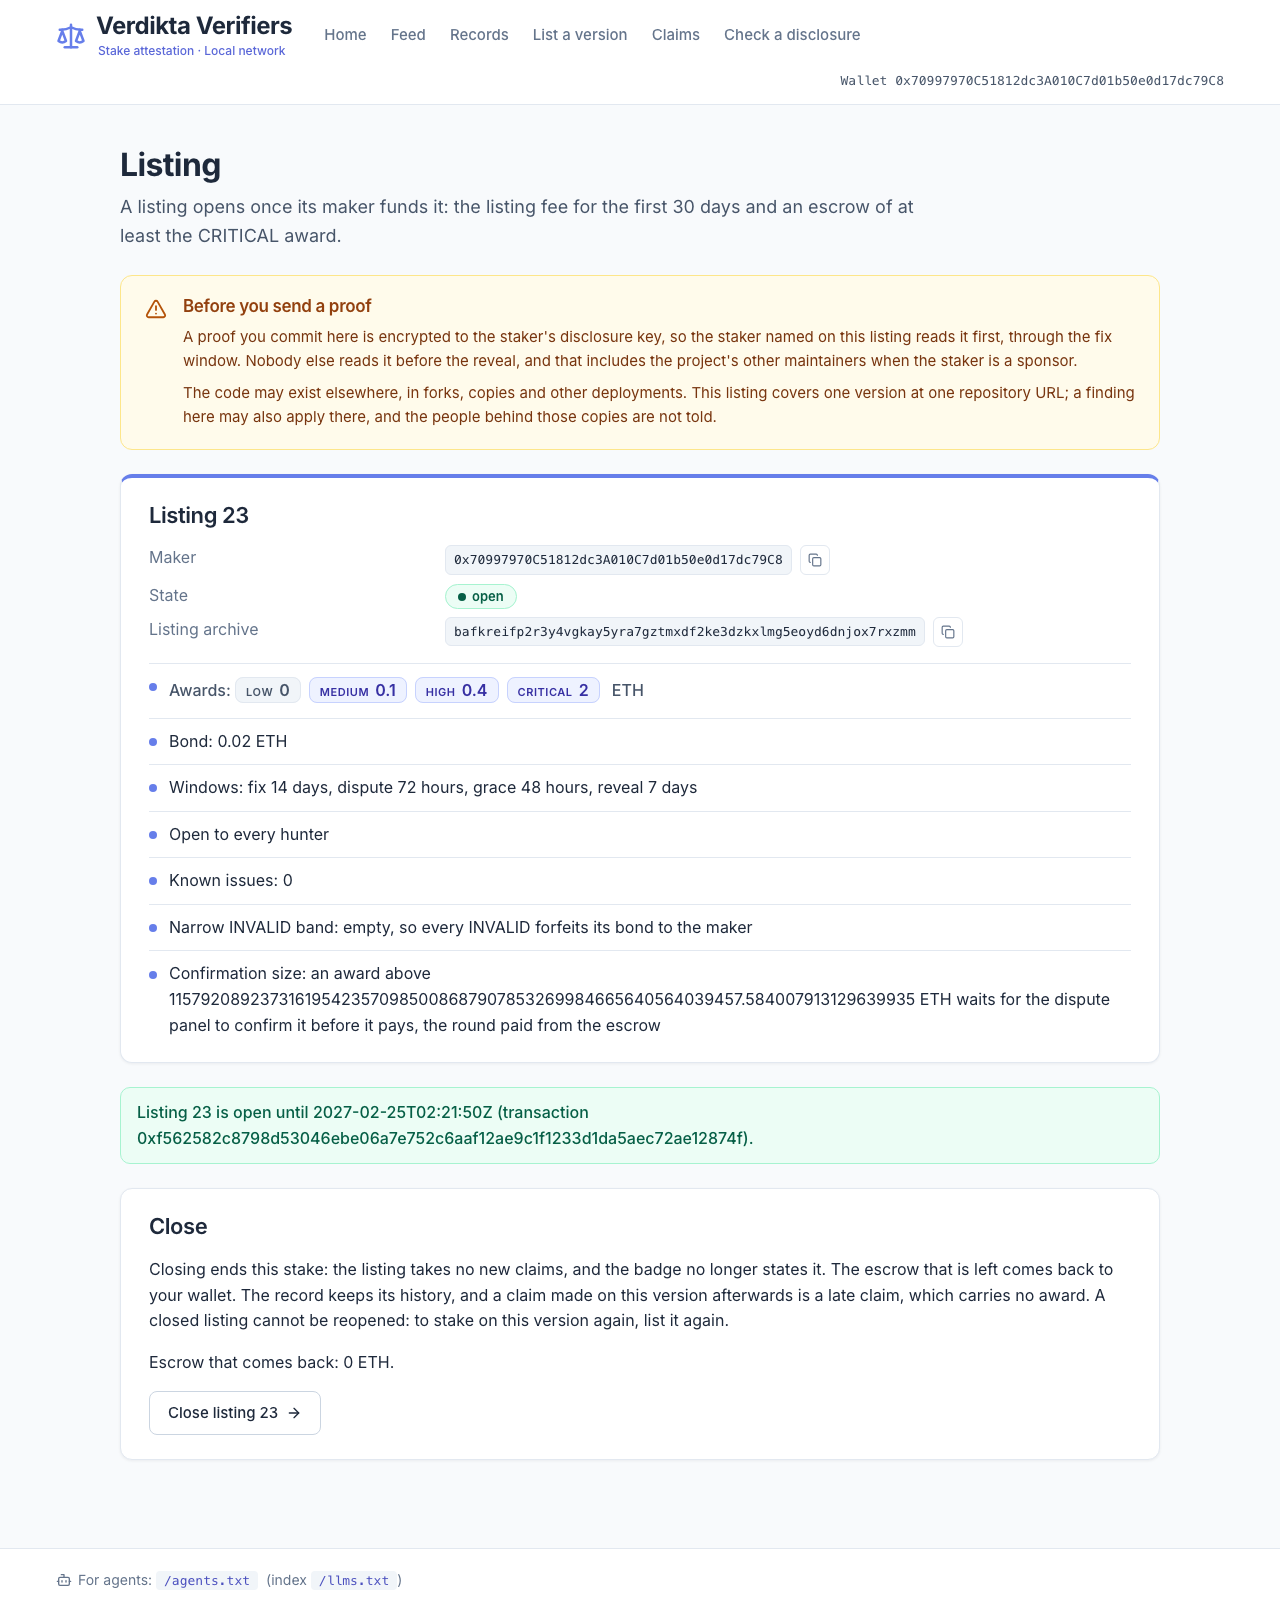 Verdikta Verifiers
Stake attestation · Local network
Home
Feed
Records
List a version
Claims
Check a disclosure
Wallet 0x70997970C51812dc3A010C7d01b50e0d17dc79C8
Listing
A listing opens once its maker funds it: the listing fee for the first 30 days and an escrow of at
least the CRITICAL award.
Before you send a proof
A proof you commit here is encrypted to the staker's disclosure key, so the staker named on this listing reads it first, through the fix
window. Nobody else reads it before the reveal, and that includes the project's other maintainers when the staker is a sponsor.
The code may exist elsewhere, in forks, copies and other deployments. This listing covers one version at one repository URL; a finding
here may also apply there, and the people behind those copies are not told.
Listing 23
Maker
0x70997970C51812dc3A010C7d01b50e0d17dc79C8
State
open
Listing archive
bafkreifp2r3y4vgkay5yra7gztmxdf2ke3dzkxlmg5eoyd6dnjox7rxzmm
Awards: LOW 0 MEDIUM 0.1 HIGH 0.4 CRITICAL 2 ETH
Bond: 0.02 ETH
Windows: fix 14 days, dispute 72 hours, grace 48 hours, reveal 7 days
Open to every hunter
Known issues: 0
Narrow INVALID band: empty, so every INVALID forfeits its bond to the maker
Confirmation size: an award above
115792089237316195423570985008687907853269984665640564039457.584007913129639935 ETH waits for the dispute
panel to confirm it before it pays, the round paid from the escrow
Listing 23 is open until 2027-02-25T02:21:50Z (transaction
0xf562582c8798d53046ebe06a7e752c6aaf12ae9c1f1233d1da5aec72ae12874f).
Close
Closing ends this stake: the listing takes no new claims, and the badge no longer states it. The escrow that is left comes back to
your wallet. The record keeps its history, and a claim made on this version afterwards is a late claim, which carries no award. A
closed listing cannot be reopened: to stake on this version again, list it again.
Escrow that comes back: 0 ETH.
Close listing 23
For agents: /agents.txt (index /llms.txt)